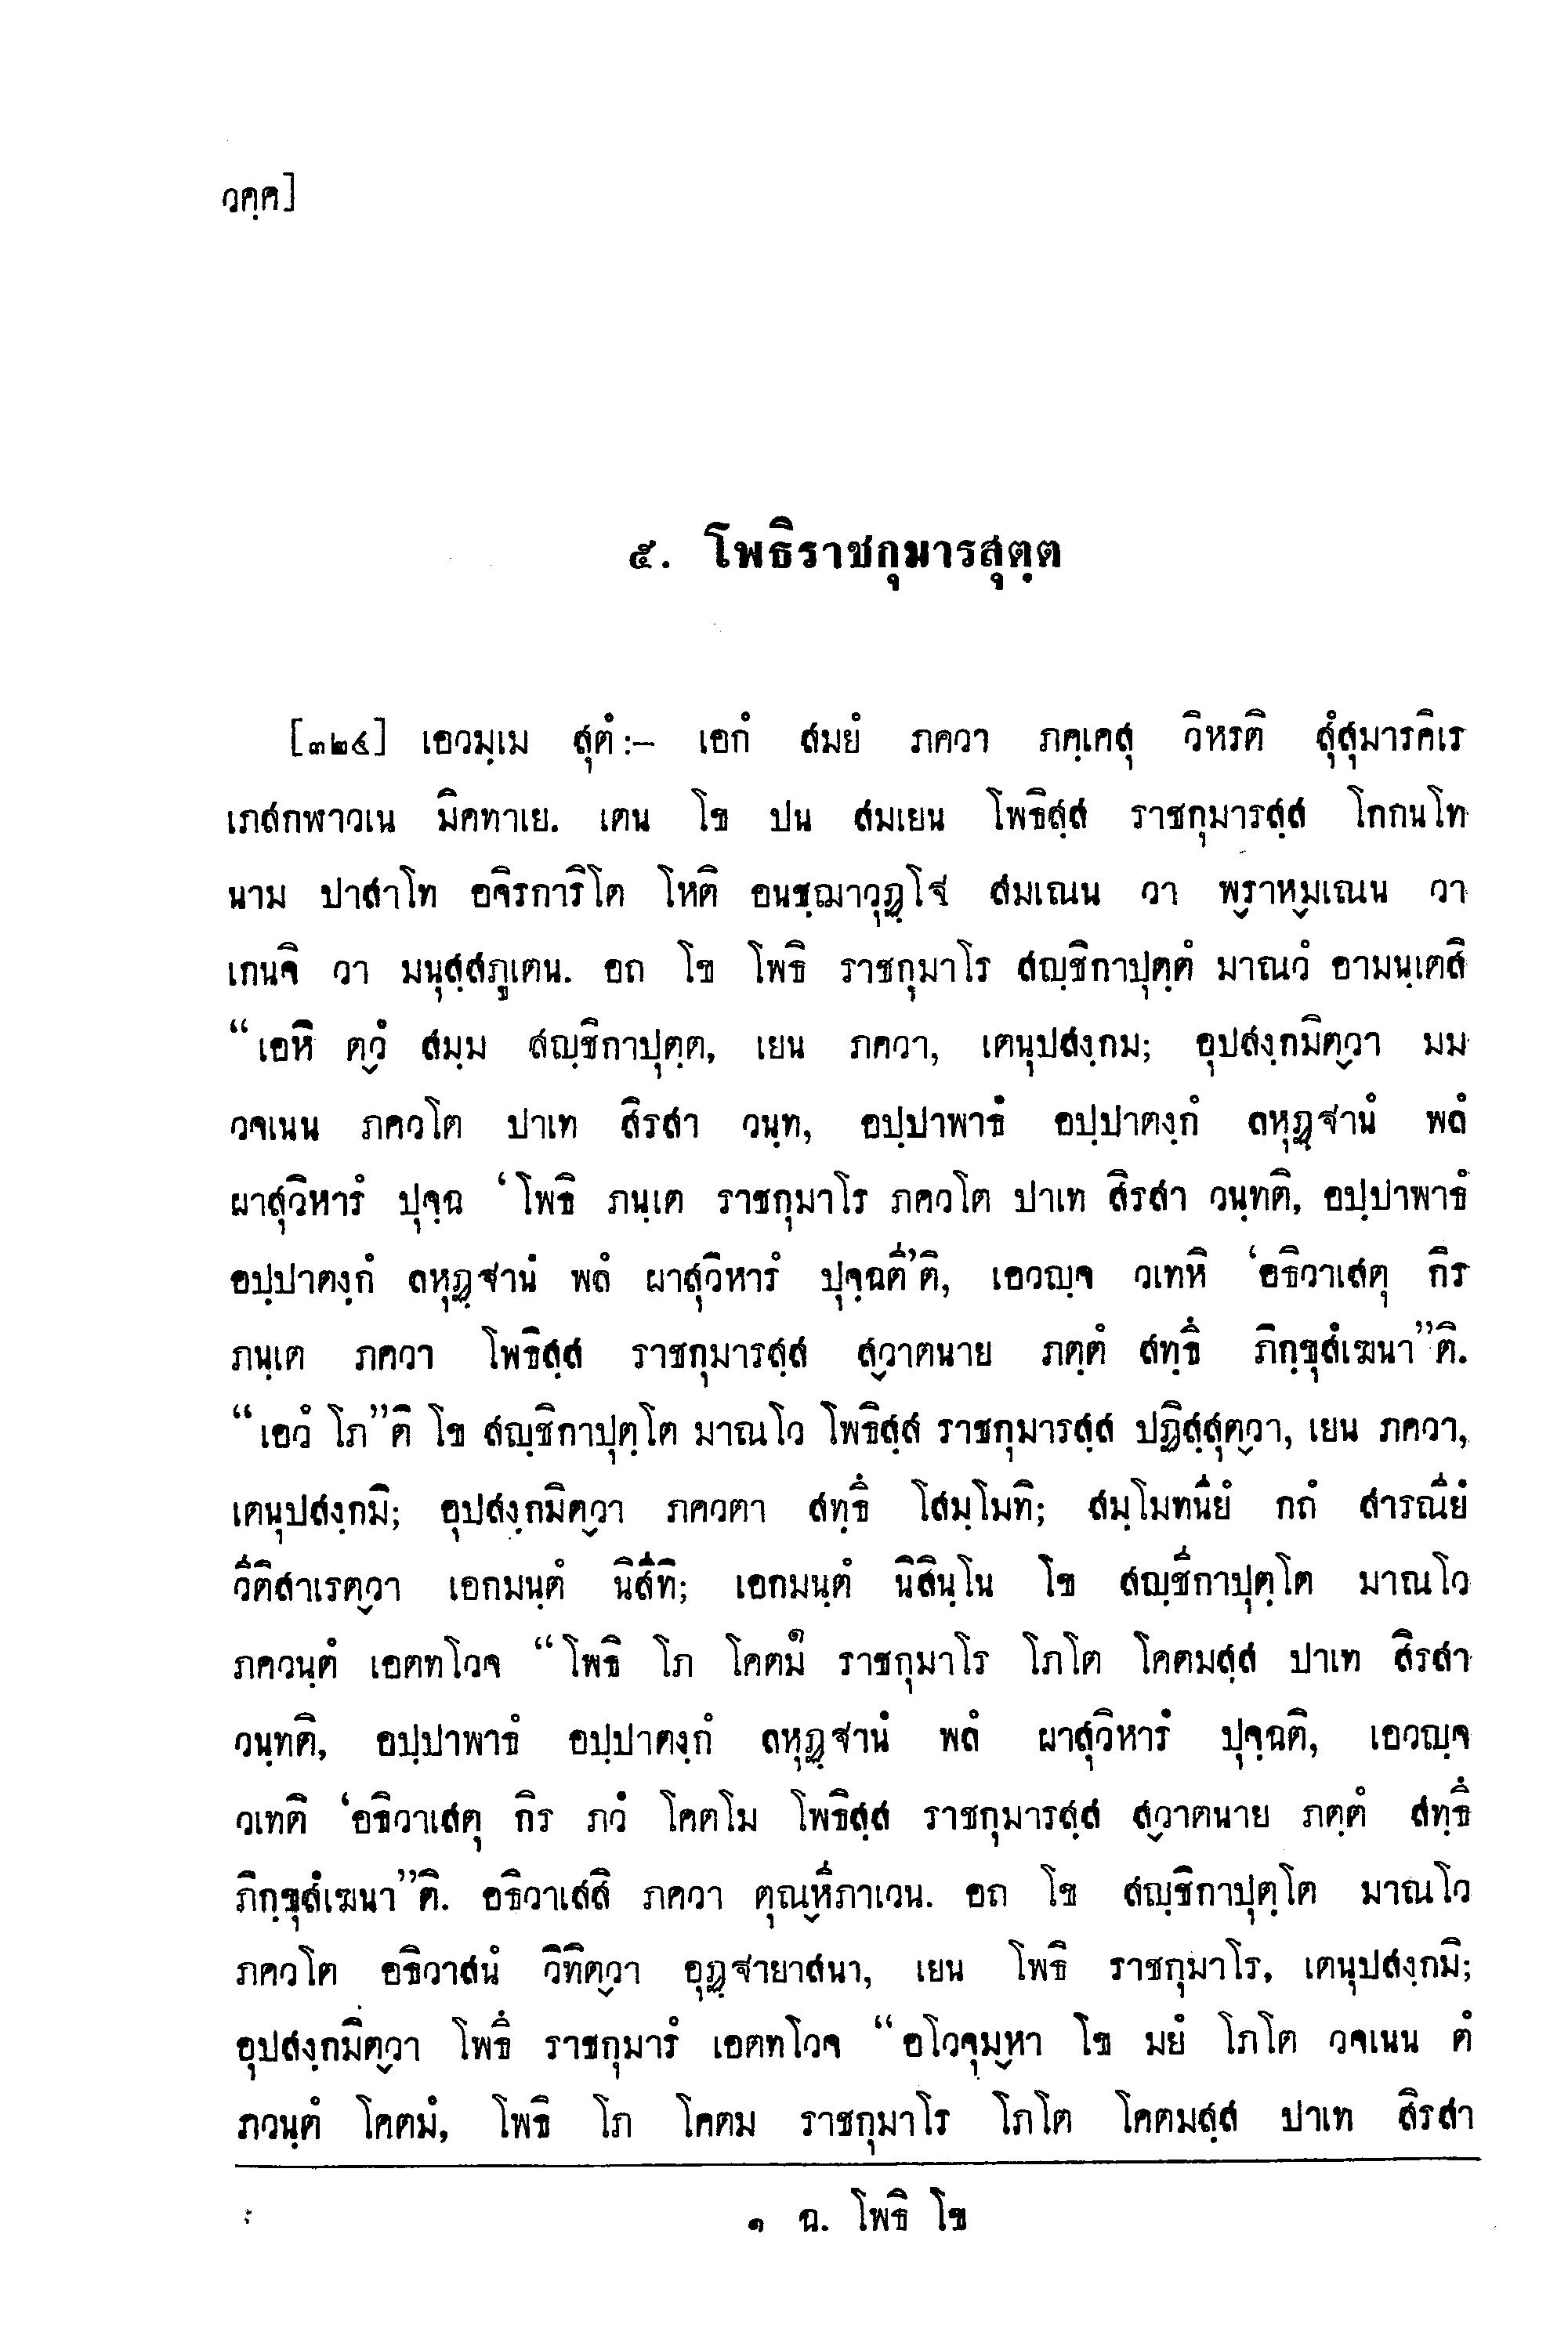 วคฺค]
๕. โพธิราชกุมารสุตฺต
[๓๒๔] เอวมฺเม สุตํ :— เอกํ สมยํ ภควา ภคฺเคสุ วิหรติ สุํสุมารคิเร
เภสกฬาวเน มิคทาเย. เตน โข ปน สมเยน โพธิสฺส ราชกุมารสฺส โกกนโท
นาม ปาสาโท อจิรการิโต โหติ อนชฺฌาวุฏฺโฐ สมเณน วา พฺราหฺมเณน วา
เกนจิ วา มนุสฺสภูเตน. อถ โข โพธิ ราชกุมาโร สญฺชิกาปุตฺตํ มาณวํ อามนฺเตสิ
“เอหิ ตฺวํ สมฺม สญฺชิกาปุตฺต, เยน ภควา, เตนุปสงฺกม; อุปสงฺกมิตฺวา มม
วจเนน ภควโต ปาเท สิรสา วนฺท, อปฺปาพาธํ อปฺปาตงฺกํ ลหุฏฺฐานํ พลํ
ผาสุวิหารํ ปุจฺฉ ‘โพธิ ภนฺเต ราชกุมาโร ภควโต ปาเท สิรสา วนฺทติ, อปฺปาพาธํ
อปฺปาตงฺกํ ลหุฏฺฐานํ พลํ ผาสุวิหารํ ปุจฺฉตี’ติ, เอวญฺจ วเทหิ ‘อธิวาเสตุ กิร
ภนฺเต ภควา โพธิสฺส ราชกุมารสฺส สฺวาตนาย ภตฺตํ สทฺธึ ภิกฺขุสํเฆนา”ติ.
“เอวํ โภ”ติ โข สญฺชิกาปุตฺโต มาณโว โพธิสฺส ราชกุมารสฺส ปฏิสฺสุตฺวา, เยน ภควา,
เตนุปสงฺกมิ; อุปสงฺกมิตฺวา ภควตา สทฺธึ โสมฺโมทิ; สมฺโมทนียํ กถํ สารณียํ
วีติสาเรตฺวา เอกมนฺตํ นิสีทิ; เอกมนฺตํ นิสินฺโน โข สญฺชิกาปุตฺโต มาณโว
ภควนฺตํ เอตทโวจ “โพธิ โภ โคตม๑ ราชกุมาโร โภโต โคตมสฺส ปาเท สิรสา
วนฺทติ, อปฺปาพาธํ อปฺปาตงฺกํ ลหุฏฺฐานํ พลํ ผาสุวิหารํ ปุจฺฉติ, เอวญฺจ
วเทติ ‘อธิวาเสตุ กิร ภวํ โคตโม โพธิสฺส ราชกุมารสฺส สฺวาตนาย ภตฺตํ สทฺธึ
ภิกฺขุสํเฆนา”ติ. อธิวาเสสิ ภควา ตุณฺหีภาเวน. อถ โข สญฺชิกาปุตฺโต มาณโว
ภควโต อธิวาสนํ วิทิตฺวา อุฏฺฐายาสนา, เยน โพธิ ราชกุมาโร, เตนุปสงฺกมิ;
อุปสงฺกมิตฺวา โพธึ ราชกุมารํ เอตทโวจ “อโวจุมฺหา โข มยํ โภโต วจเนน ตํ
ภวนฺตํ โคตมํ, โพธิ โภ โคตม ราชกุมาโร โภโต โคตมสฺส ปาเท สิรสา
๑ ฉ. โพธิ โข